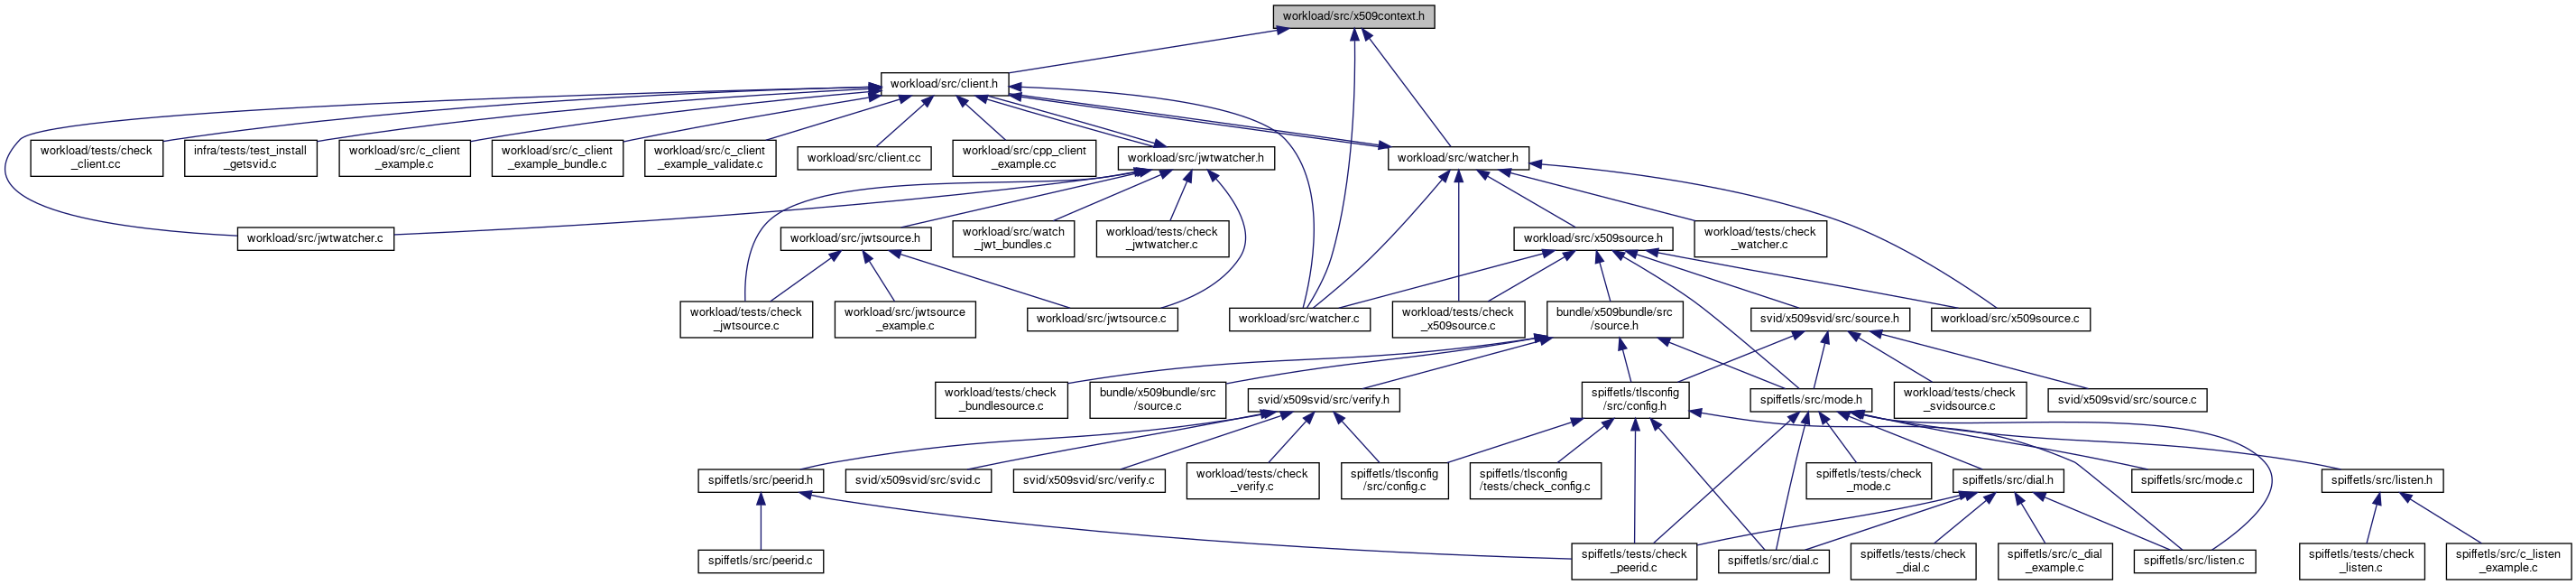 workload/src/x509context.h
workload/src/client.h
workload/tests/check
_client.cc
infra/tests/test_install
_getsvid.c
workload/src/c_client
_example.c
workload/src/c_client
_example_bundle.c
workload/src/c_client
_example_validate.c
workload/src/client.cc
workload/src/cpp_client
_example.cc
workload/src/jwtwatcher.h
workload/src/watcher.h
workload/src/jwtwatcher.c
workload/src/jwtsource.h
workload/src/watch
_jwt_bundles.c
workload/tests/check
_jwtwatcher.c
workload/src/x509source.h
workload/tests/check
_watcher.c
workload/tests/check
_jwtsource.c
workload/src/jwtsource
_example.c
workload/src/jwtsource.c
workload/src/watcher.c
workload/tests/check
_x509source.c
bundle/x509bundle/src
/source.h
svid/x509svid/src/source.h
workload/src/x509source.c
workload/tests/check
_bundlesource.c
bundle/x509bundle/src
/source.c
svid/x509svid/src/verify.h
spiffetls/tlsconfig
/src/config.h
spiffetls/src/mode.h
workload/tests/check
_svidsource.c
svid/x509svid/src/source.c
spiffetls/src/peerid.h
svid/x509svid/src/svid.c
svid/x509svid/src/verify.c
workload/tests/check
_verify.c
spiffetls/tlsconfig
/src/config.c
spiffetls/tlsconfig
/tests/check_config.c
spiffetls/tests/check
_mode.c
spiffetls/src/dial.h
spiffetls/src/mode.c
spiffetls/src/listen.h
spiffetls/src/peerid.c
spiffetls/tests/check
_peerid.c
spiffetls/src/dial.c
spiffetls/tests/check
_dial.c
spiffetls/src/c_dial
_example.c
spiffetls/src/listen.c
spiffetls/tests/check
_listen.c
spiffetls/src/c_listen
_example.c